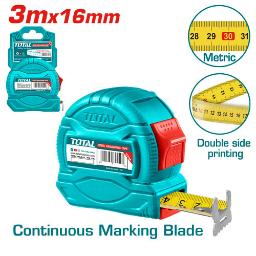 3mx16mm
TOTAL
28 29 30 31
Metric
Double side
printing
TOTAL
Continuous Marking Blade